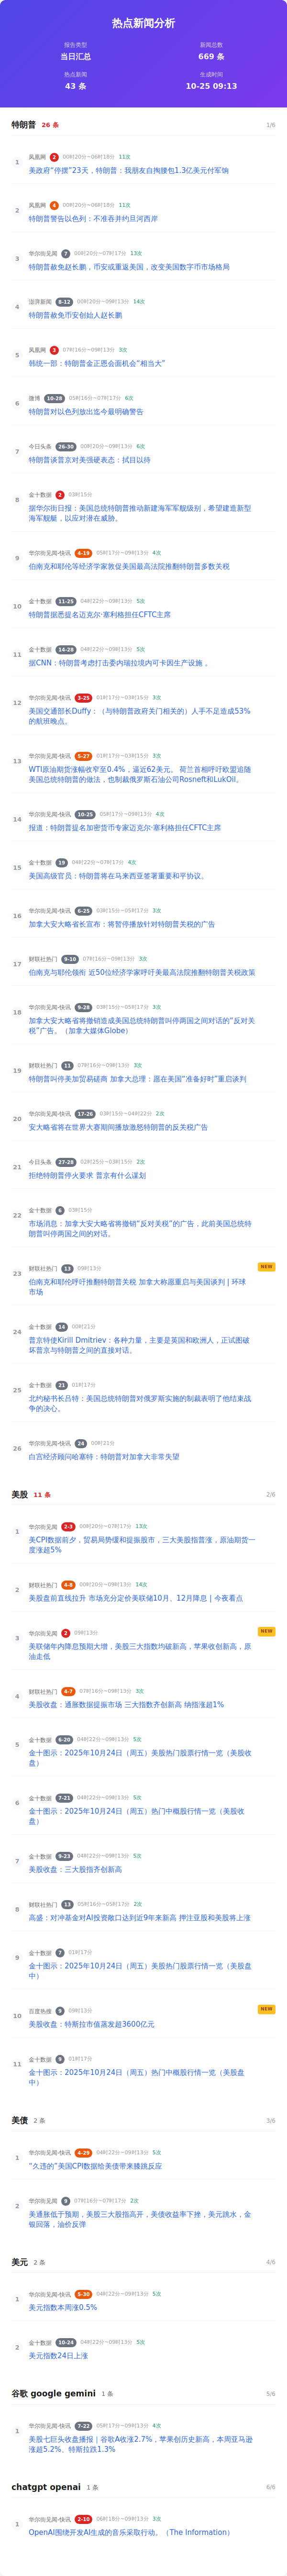 热点新闻分析
报告类型
当日汇总
新闻总数
669 条
热点新闻
43 条
生成时间
10-25 09:13
特朗普 26 条 1/6
1
凤凰网 2 00时20分~06时18分 11次
美政府“停摆”23天，特朗普：我朋友自掏腰包1.3亿美元付军饷
2
凤凰网 4 00时20分~06时18分 11次
特朗普警告以色列：不准吞并约旦河西岸
3
华尔街见闻 7 00时20分~07时17分 13次
特朗普赦免赵长鹏，币安或重返美国，改变美国数字货币市场格局
4
澎湃新闻 8-12 00时20分~09时13分 14次
特朗普赦免币安创始人赵长鹏
5
凤凰网 3 07时16分~09时13分 3次
韩统一部：特朗普金正恩会面机会“相当大”
6
微博 10-28 05时16分~07时17分 6次
特朗普对以色列放出迄今最明确警告
7
今日头条 26-30 00时20分~09时13分 6次
特朗普谈普京对美强硬表态：拭目以待
8
金十数据 2 03时15分
据华尔街日报：美国总统特朗普推动新建海军军舰级别，希望建造新型
海军舰艇，以应对潜在威胁。
9
华尔街见闻-快讯 4-19 05时17分~09时13分 4次
伯南克和耶伦等经济学家敦促美国最高法院推翻特朗普多数关税
10
金十数据 11-25 04时22分~09时13分 5次
特朗普据悉提名迈克尔·塞利格担任CFTC主席
11
金十数据 14-28 04时22分~09时13分 5次
据CNN：特朗普考虑打击委内瑞拉境内可卡因生产设施 。
12
华尔街见闻-快讯 3-25 01时17分~03时15分 3次
美国交通部长Duffy：（与特朗普政府关门相关的）人手不足造成53%
的航班晚点。
13
华尔街见闻-快讯 5-27 01时17分~03时15分 3次
WTI原油期货涨幅收窄至0.4%，逼近62美元。 荷兰首相呼吁欧盟追随
美国总统特朗普的做法，也制裁俄罗斯石油公司Rosneft和LukOil。
14
华尔街见闻-快讯 10-25 05时17分~09时13分 4次
报道：特朗普提名加密货币专家迈克尔·塞利格担任CFTC主席
15
金十数据 19 04时22分~07时17分 4次
美国高级官员：特朗普将在马来西亚签署重要和平协议。
16
华尔街见闻-快讯 6-25 03时15分~05时17分 3次
加拿大安大略省长宣布：将暂停播放针对特朗普关税的广告
17
财联社热门 9-10 07时16分~09时13分 3次
伯南克与耶伦领衔 近50位经济学家呼吁美最高法院推翻特朗普关税政策
18
华尔街见闻-快讯 9-28 03时15分~05时17分 3次
加拿大安大略省将撤销造成美国总统特朗普叫停两国之间对话的“反对关
税”广告。（加拿大媒体Globe）
19
财联社热门 11 07时16分~09时13分 3次
特朗普叫停美加贸易磋商 加拿大总理：愿在美国“准备好时”重启谈判
20
华尔街见闻-快讯 17-26 03时15分~04时22分 2次
安大略省将在世界大赛期间播放激怒特朗普的反关税广告
21
今日头条 27-28 02时25分~03时15分 2次
拒绝特朗普停火要求 普京有什么谋划
22
金十数据 6 03时15分
市场消息：加拿大安大略省将撤销“反对关税”的广告，此前美国总统特
朗普叫停两国之间的对话。
23
财联社热门 13 09时13分 NEW
伯南克和耶伦呼吁推翻特朗普关税 加拿大称愿重启与美国谈判 | 环球
市场
24
金十数据 14 00时21分
普京特使Kirill Dmitriev：各种力量，主要是英国和欧洲人，正试图破
坏普京与特朗普之间的直接对话。
25
金十数据 21 01时17分
北约秘书长吕特：美国总统特朗普对俄罗斯实施的制裁表明了他结束战
争的决心。
26
华尔街见闻-快讯 24 00时21分
白宫经济顾问哈塞特：特朗普对加拿大非常失望
美股 11 条 2/6
1
华尔街见闻 2-3 00时20分~07时17分 13次
美CPI数据前夕，贸易局势缓和提振股市，三大美股指普涨，原油期货一
度涨超5%
2
财联社热门 4-8 00时20分~09时13分 14次
美股盘前直线拉升 市场充分定价美联储10月、12月降息 | 今夜看点
3
华尔街见闻 2 09时13分 NEW
美联储年内降息预期大增，美股三大指数均破新高，苹果收创新高，原
油走低
4
财联社热门 4-7 07时16分~09时13分 3次
美股收盘：通胀数据提振市场 三大指数齐创新高 纳指涨超1%
5
金十数据 6-20 04时22分~09时13分 5次
金十图示：2025年10月24日（周五）美股热门股票行情一览（美股收
盘）
6
金十数据 7-21 04时22分~09时13分 5次
金十图示：2025年10月24日（周五）热门中概股行情一览（美股收
盘）
7
金十数据 9-23 04时22分~09时13分 5次
美股收盘：三大股指齐创新高
8
财联社热门 13 05时16分~05时17分 2次
高盛：对冲基金对AI投资敞口达到近9年来新高 押注亚股和美股将上涨
9
金十数据 7 01时17分
金十图示：2025年10月24日（周五）美股热门股票行情一览（美股盘
中）
10
百度热搜 9 09时13分 NEW
美股收盘：特斯拉市值蒸发超3600亿元
11
金十数据 9 01时17分
金十图示：2025年10月24日（周五）热门中概股行情一览（美股盘
中）
美债 2 条 3/6
1
华尔街见闻-快讯 4-29 04时22分~09时13分 5次
“久违的”美国CPI数据给美债带来膝跳反应
2
华尔街见闻 9 07时16分~07时17分 2次
美通胀低于预期，美股三大股指高开，美债收益率下挫，美元跳水，金
银回落，油价反弹
美元 2 条 4/6
1
华尔街见闻-快讯 5-30 04时22分~09时13分 5次
美元指数本周涨0.5%
2
金十数据 10-24 04时22分~09时13分 5次
美元指数24日上涨
谷歌 google gemini 1 条 5/6
1
华尔街见闻-快讯 7-22 05时17分~09时13分 4次
美股七巨头收盘播报｜谷歌A收涨2.7%，苹果创历史新高，本周亚马逊
涨超5.2%、特斯拉跌1.3%
chatgpt openai 1 条 6/6
1
华尔街见闻-快讯 2-10 06时18分~09时13分 3次
OpenAI围绕开发AI生成的音乐采取行动。（The Information）